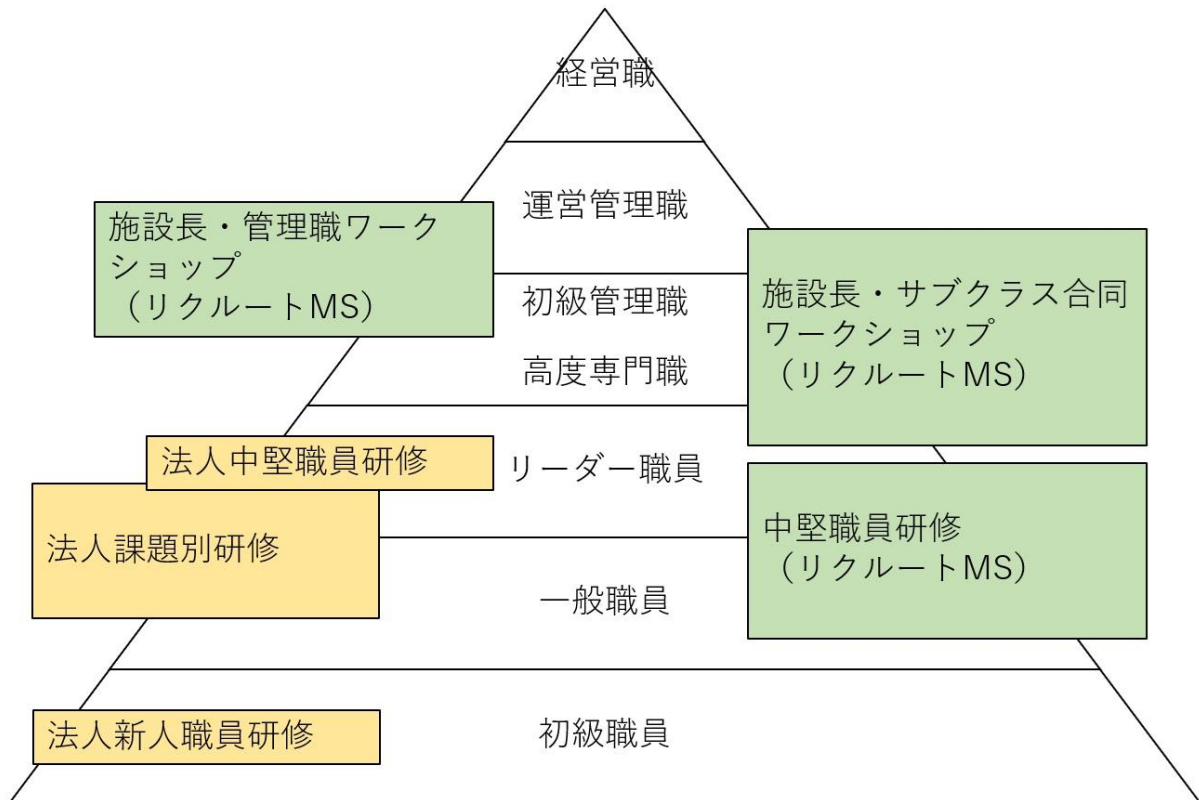 経営職
運営管理職
施設長・管理職ワーク
ショップ
（リクルートMS）
初級管理職
高度専門職
施設長・サブクラス合同
ワークショップ
（リクルートMS）
法人中堅職員研修
リーダー職員
法人課題別研修
中堅職員研修
（リクルートMS）
一般職員
法人新人職員研修
初級職員